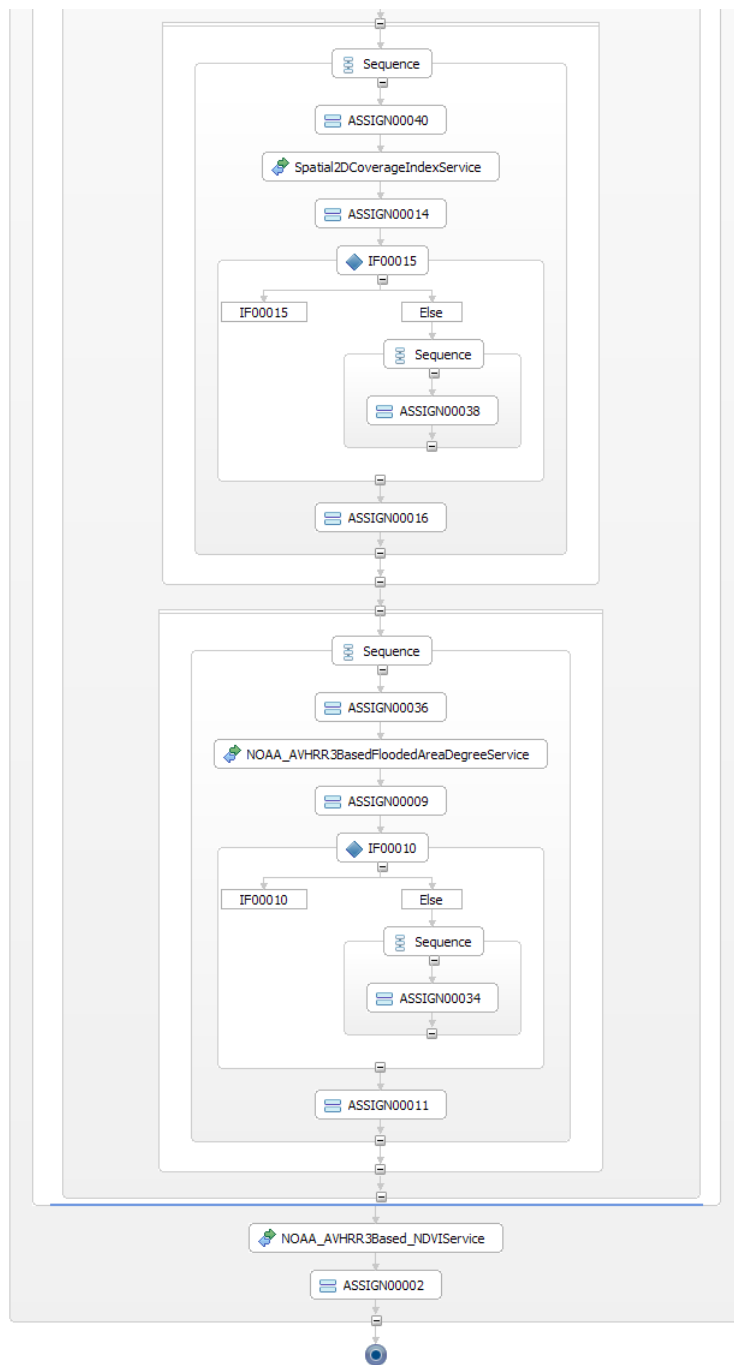 Sequence
ASSIGN00040
Spatial2DCoverageIndexService
ASSIGN00014
IF00015
IF00015 Else
Sequence
ASSIGN00038
ASSIGN00016
Sequence
ASSIGN00036
NOAA_AVHRR3BasedFloodedAreaDegreeService
ASSIGN00009
IF00010
IF00010 Else
Sequence
ASSIGN00034
ASSIGN00011
NOAA_AVHRR3Based_NDVIService
ASSIGN00002